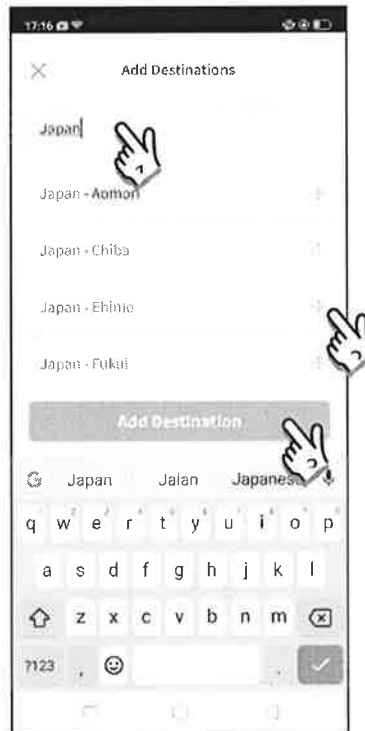 17:16
Add Destinations
Japan
Japan - Aomori
Japan - Chiba
Japan - Ehime
Japan - Fukui
Add Destination
G Japan Jalan Japanese
q w e r t y u i o p
a s d f g h j k l
z x c v b n m
?123 , .